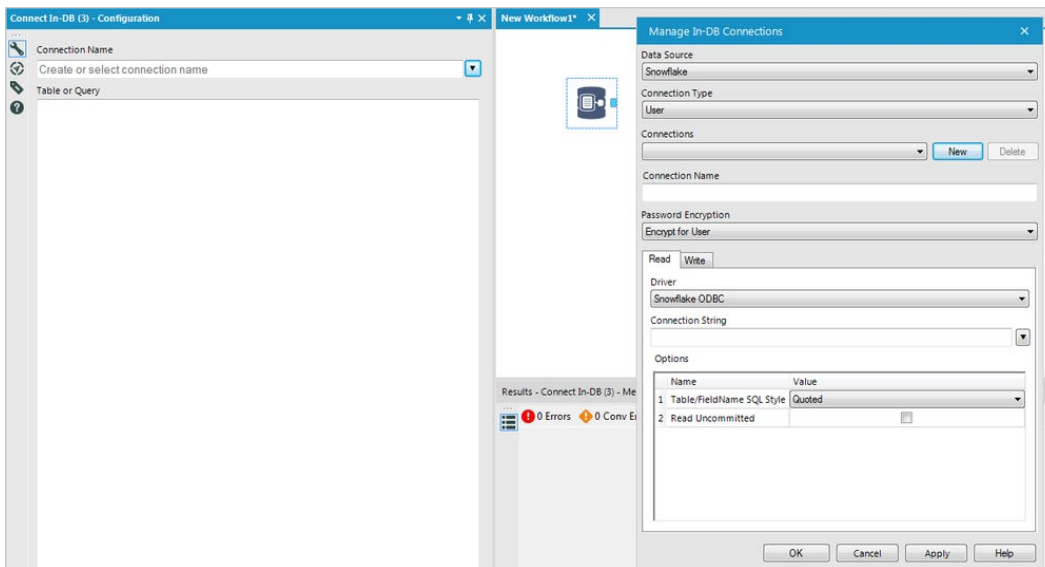 Connect In-DB (3) - Configuration
Connection Name
Create or select connection name
Table or Query
New Workflow1*
Results - Connect In-DB (3) - Me
0 Errors 0 Conv E
Manage In-DB Connections
Data Source
Snowflake
Connection Type
User
Connections
New Delete
Connection Name
Password Encryption
Encrypt for User
Read Write
Driver
Snowflake ODBC
Connection String
Options
Name Value
1 Table/FieldName SQL Style Quoted
2 Read Uncommitted
OK Cancel Apply Help